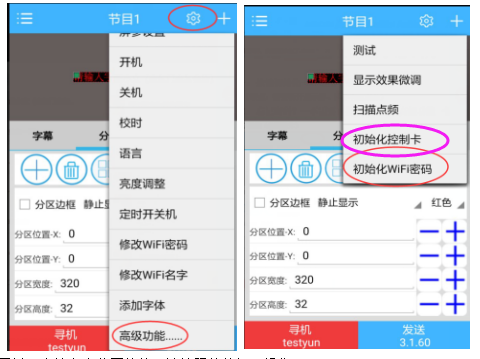 节目1
屏参设置
开机
关机
校时
语言
亮度调整
定时开关机
修改WiFi密码
修改WiFi名字
添加字体
高级功能......
字幕
分
分区边框 静止显
分区位置-X: 0
分区位置-Y: 0
分区宽度: 320
分区高度: 32
寻机
testyun
节目1
测试
显示效果微调
扫描点频
初始化控制卡
初始化WiFi密码
字幕
分
分区边框 静止显示
红色
分区位置-X: 0
分区位置-Y: 0
分区宽度: 320
分区高度: 32
寻机
testyun
发送
3.1.60